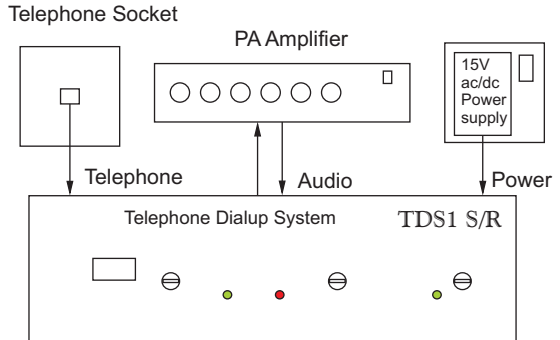 Telephone Socket
PA Amplifier
15V
ac/dc
Power
supply
Telephone
Audio
Power
Telephone Dialup System
TDS1 S/R